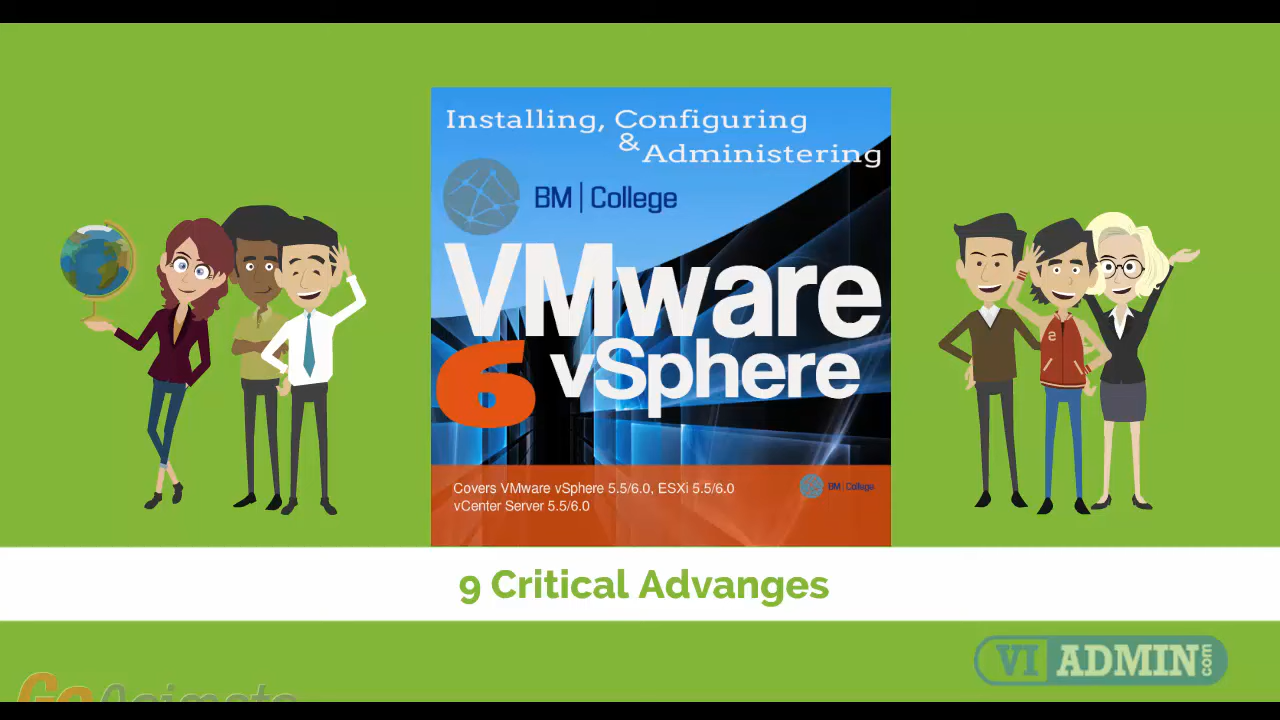 Installing, Configuring
&
Administering
BM | College
VMware
6 vSphere
Covers VMware vSphere 5.5/6.0, ESXi 5.5/6.0
vCenter Server 5.5/6.0
BM | College
9 Critical Advanges
VI ADMIN.com
GoAnimate